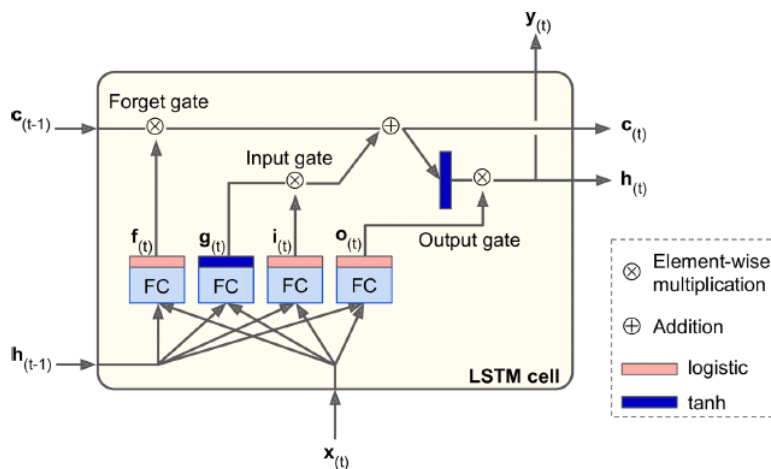 y(t)
Forget gate
c(t-1)
c(t)
Input gate
h(t)
f(t) g(t) i(t) o(t)
Output gate
FC FC FC FC
Element-wise
multiplication
Addition
h(t-1)
LSTM cell
logistic
tanh
x(t)